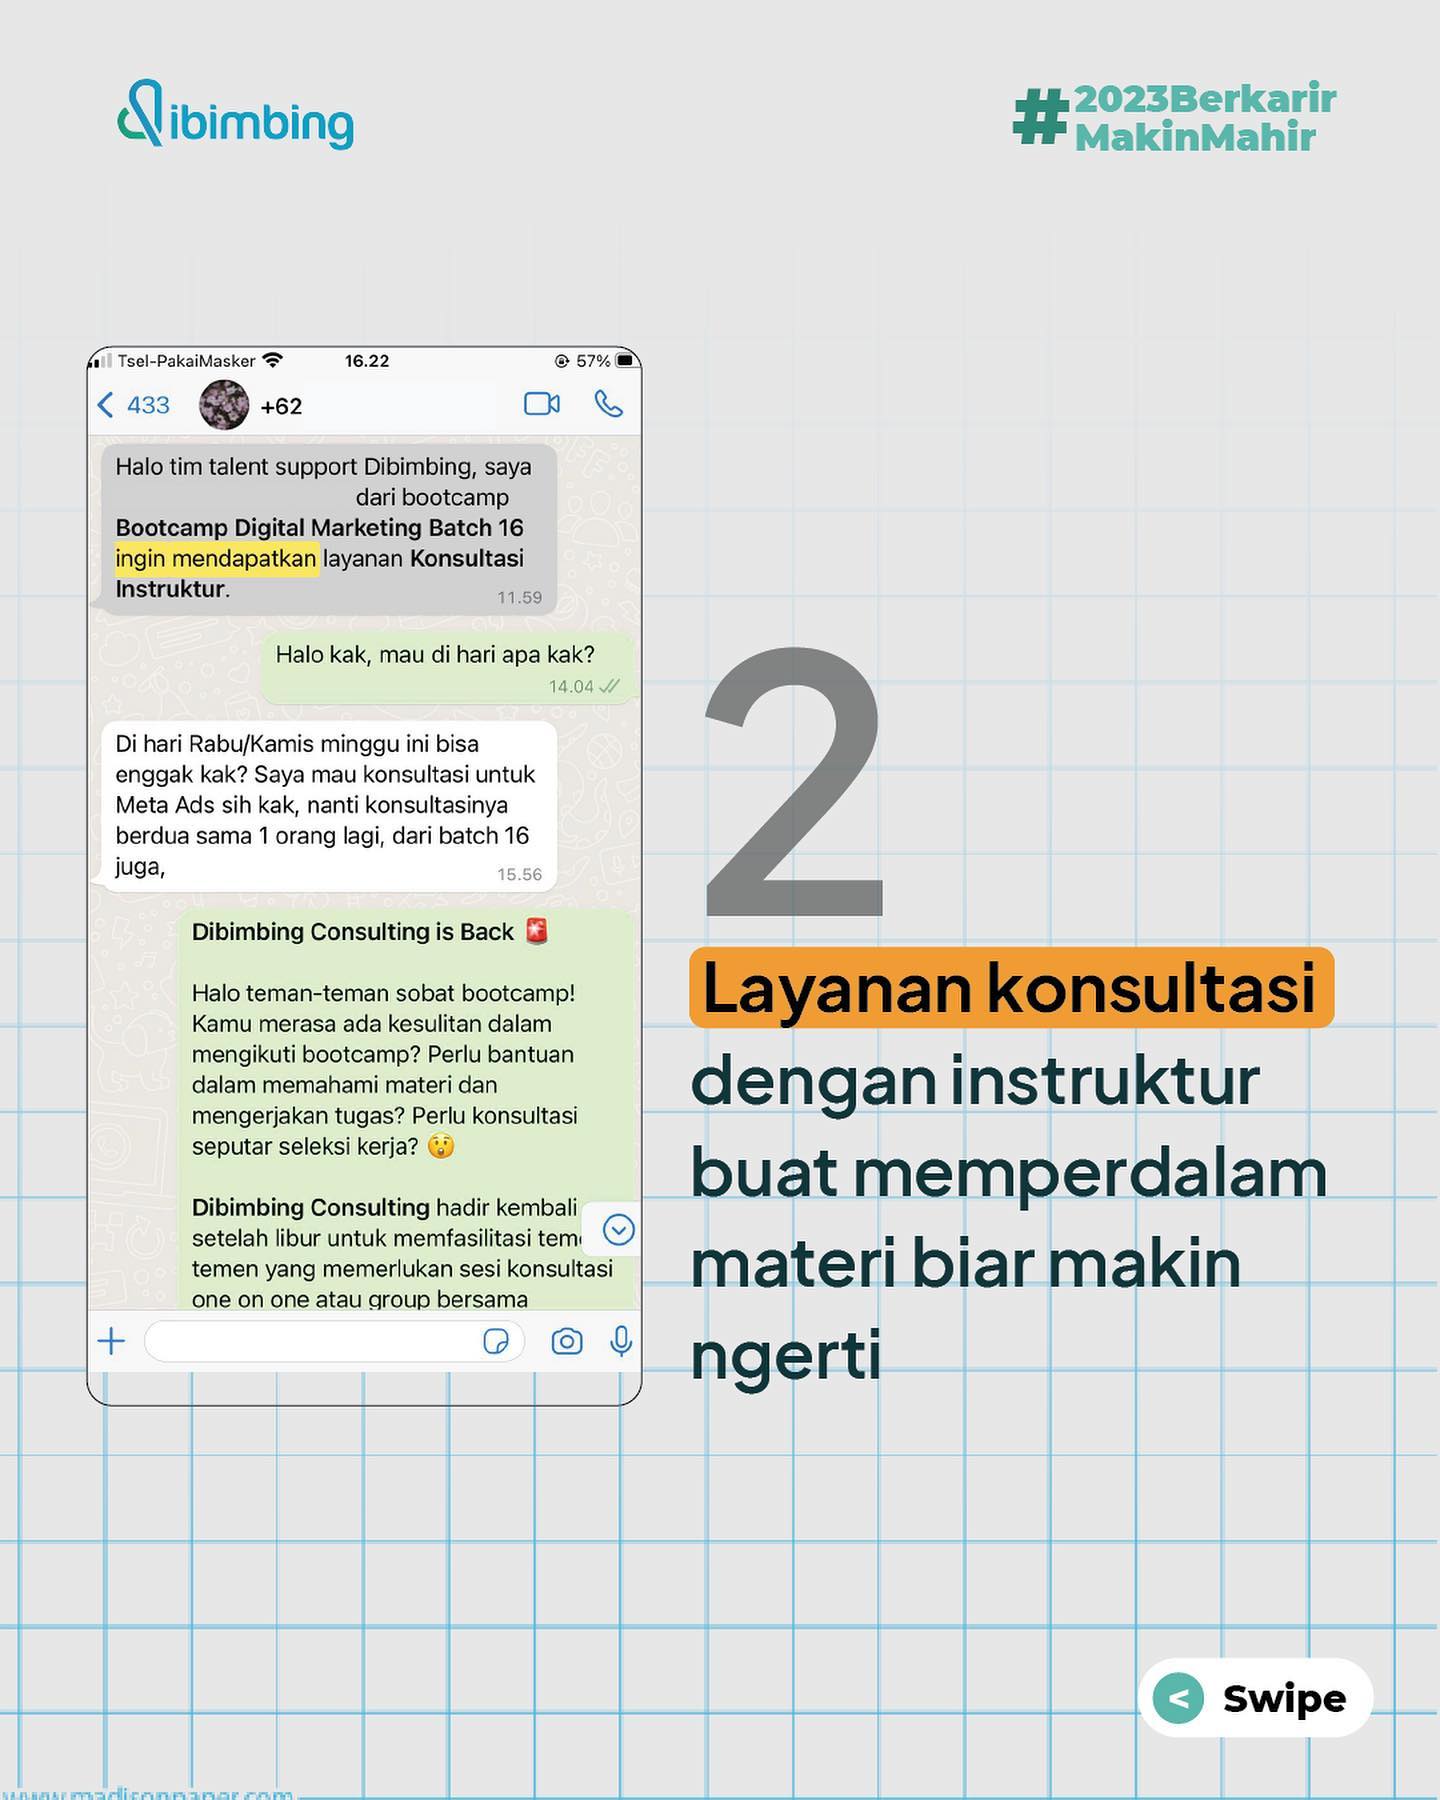 ibimbing
#2023Berkarir
MakinMahir
Tsel-PakaiMasker 16.22 57%
433 +62
Halo tim talent support Dibimbing, saya
dari bootcamp
Bootcamp Digital Marketing Batch 16
ingin mendapatkan layanan Konsultasi
Instruktur.
11.59
Halo kak, mau di hari apa kak?
14.04
Di hari Rabu/Kamis minggu ini bisa
enggak kak? Saya mau konsultasi untuk
Meta Ads sih kak, nanti konsultasinya
berdua sama 1 orang lagi, dari batch 16
juga,
15.56
Dibimbing Consulting is Back 🚨
Halo teman-teman sobat bootcamp!
Kamu merasa ada kesulitan dalam
mengikuti bootcamp? Perlu bantuan
dalam memahami materi dan
mengerjakan tugas? Perlu konsultasi
seputar seleksi kerja? 😲
Dibimbing Consulting hadir kembali
setelah libur untuk memfasilitasi tem
temen yang memerlukan sesi konsultasi
one on one atau group bersama
2
Layanan konsultasi
dengan instruktur
buat memperdalam
materi biar makin
ngerti
< Swipe
www.madisonpaper.com